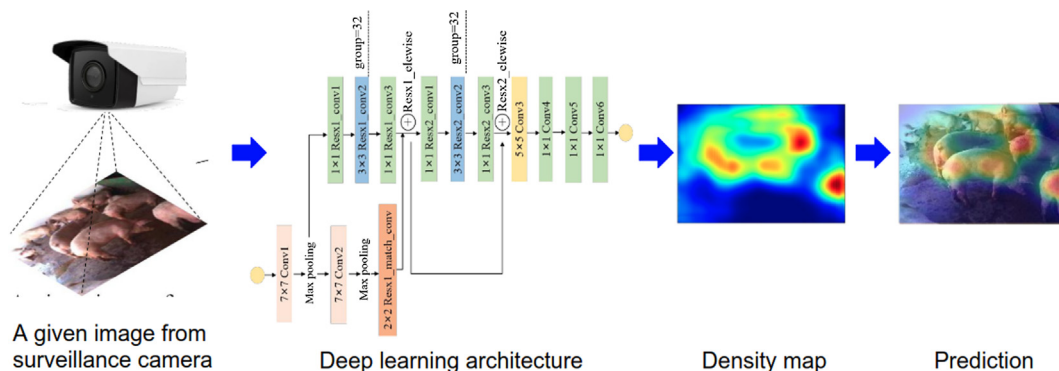 group=32
group=32
Resx1_elewise
Resx2_elewise
1×1 Resx1_conv1
3×3 Resx1_conv2
1×1 Resx1_conv3
1×1 Resx2_conv1
3×3 Resx2_conv2
1×1 Resx2_conv3
5×5 Conv3
1×1 Conv4
1×1 Conv5
1×1 Conv6
7×7 Conv1
Max pooling
7×7 Conv2
Max pooling
2×2 Resx1_match_conv
A given image from
surveillance camera
Deep learning architecture
Density map
Prediction